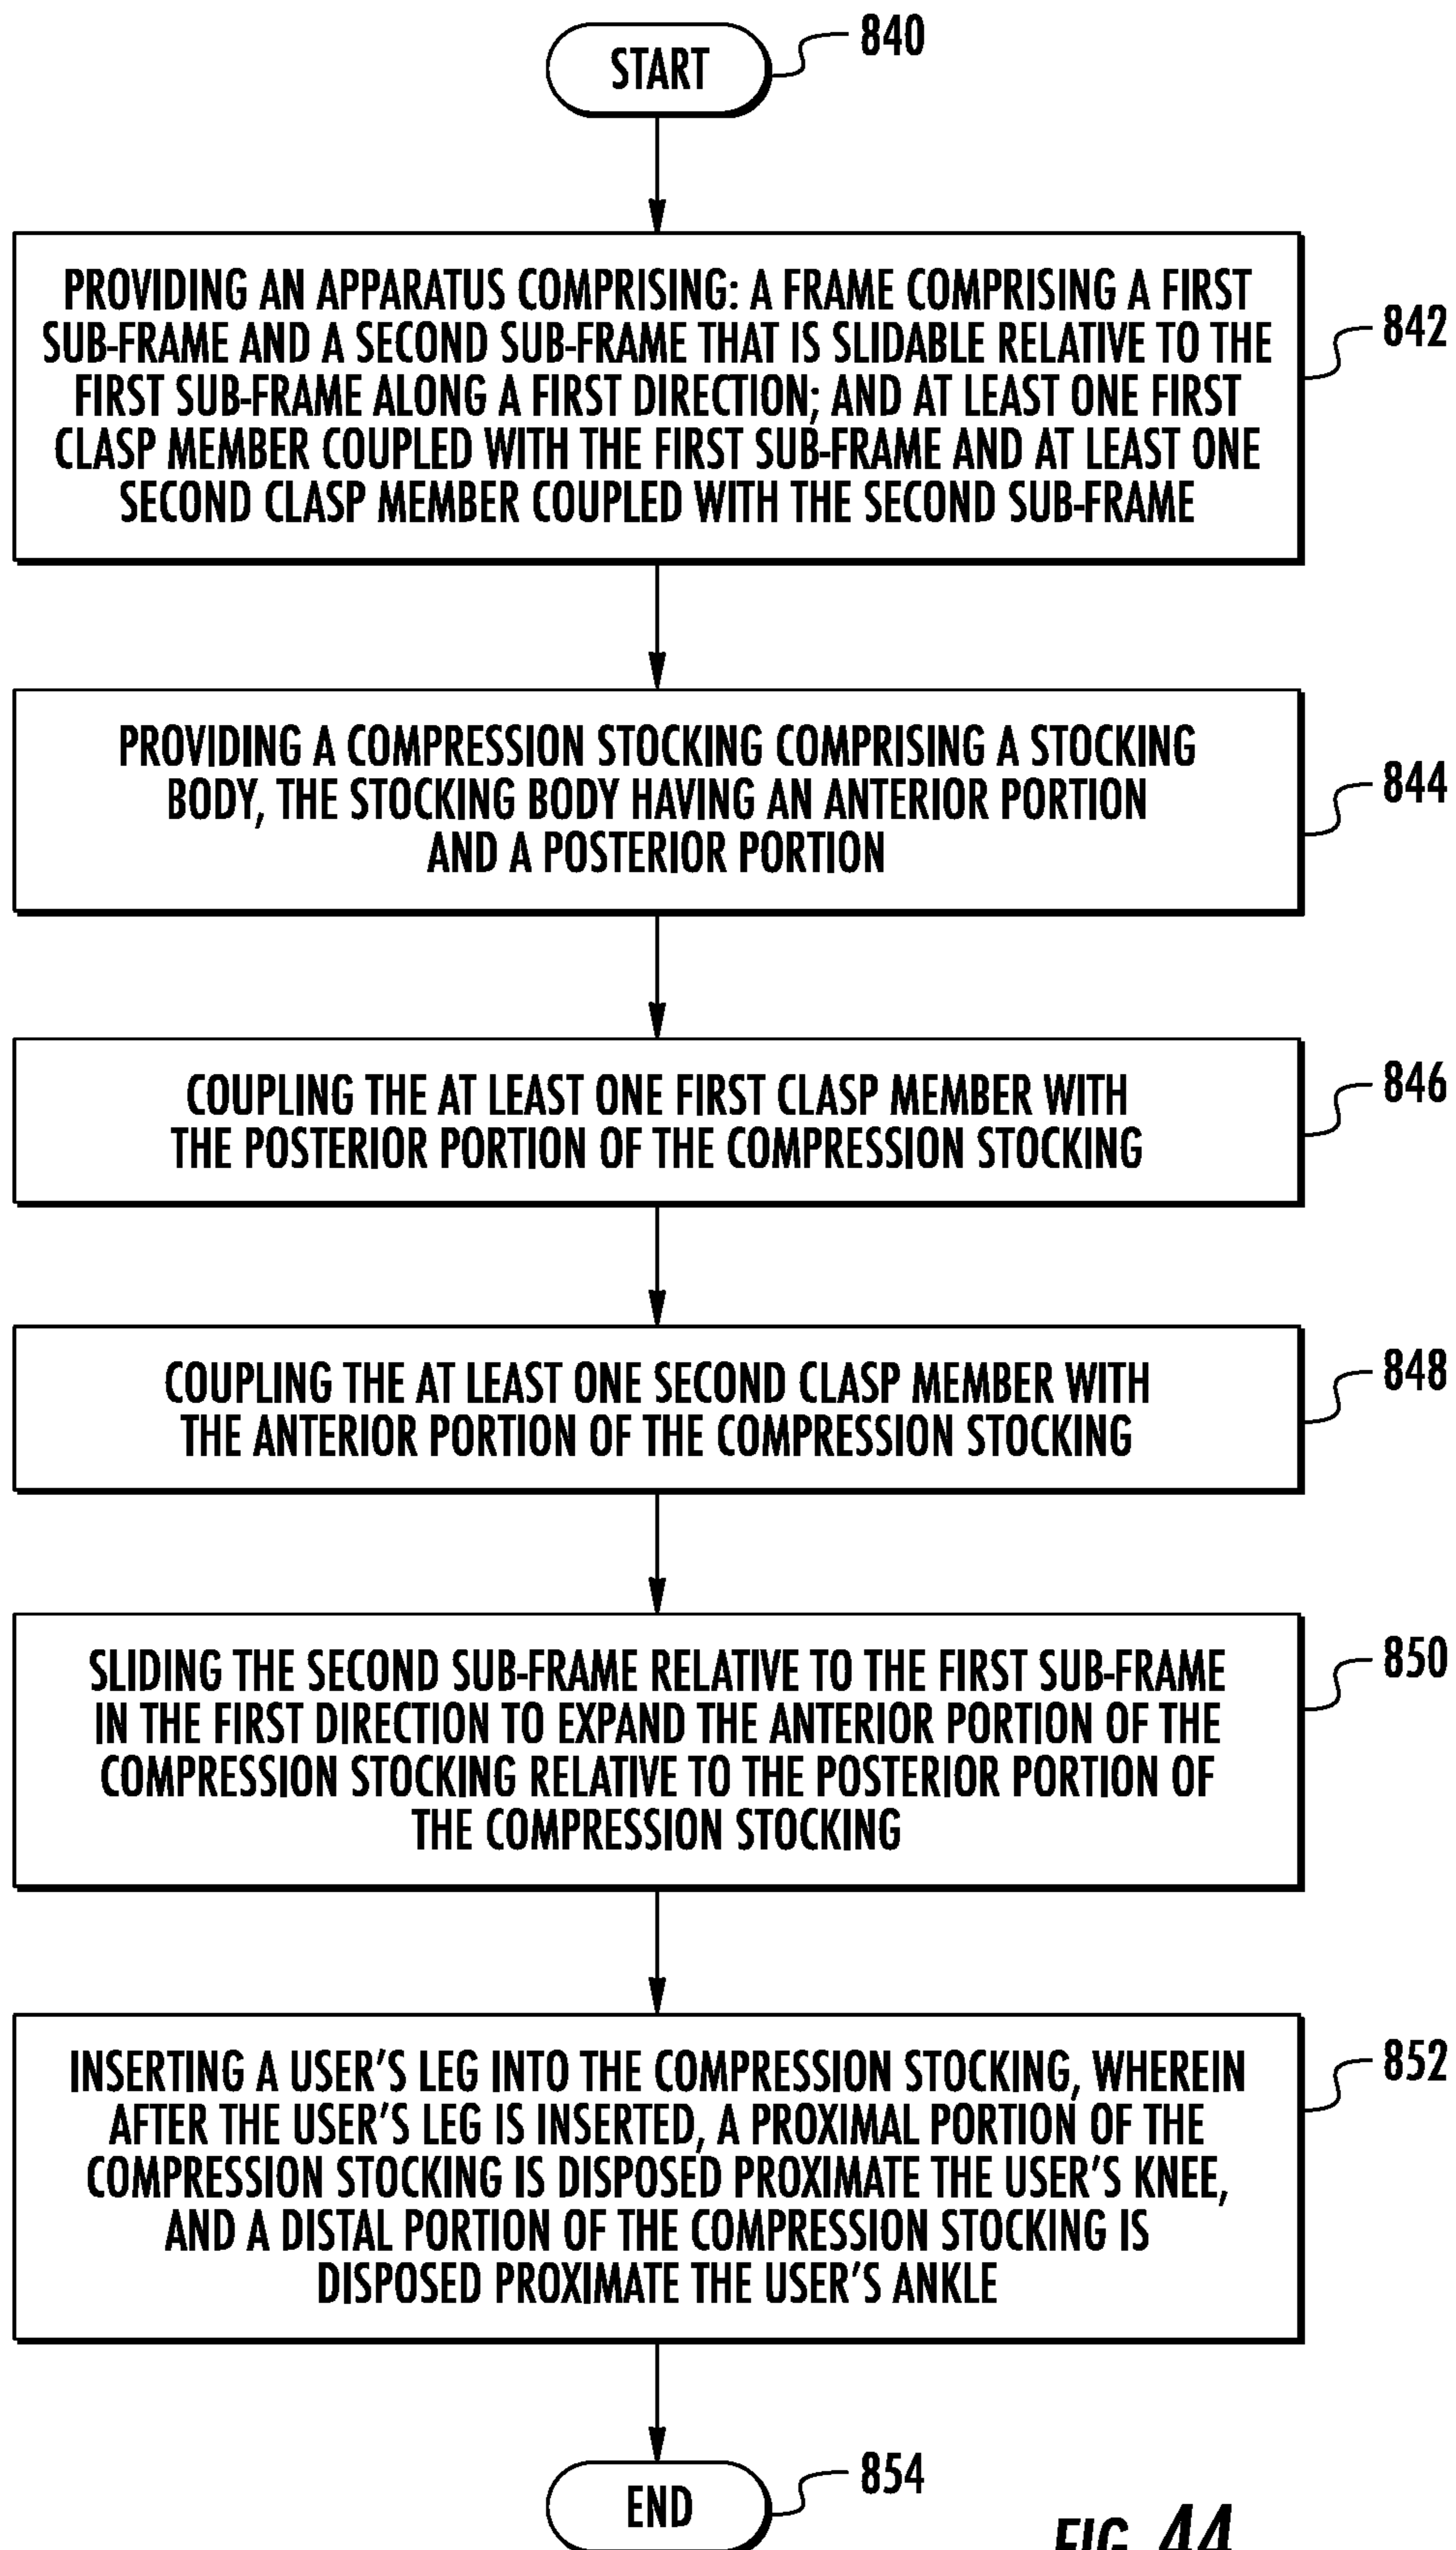 START
840
PROVIDING AN APPARATUS COMPRISING: A FRAME COMPRISING A FIRST
SUB-FRAME AND A SECOND SUB-FRAME THAT IS SLIDABLE RELATIVE TO THE
FIRST SUB-FRAME ALONG A FIRST DIRECTION; AND AT LEAST ONE FIRST
CLASP MEMBER COUPLED WITH THE FIRST SUB-FRAME AND AT LEAST ONE
SECOND CLASP MEMBER COUPLED WITH THE SECOND SUB-FRAME
842
PROVIDING A COMPRESSION STOCKING COMPRISING A STOCKING
BODY, THE STOCKING BODY HAVING AN ANTERIOR PORTION
AND A POSTERIOR PORTION
844
COUPLING THE AT LEAST ONE FIRST CLASP MEMBER WITH
THE POSTERIOR PORTION OF THE COMPRESSION STOCKING
846
COUPLING THE AT LEAST ONE SECOND CLASP MEMBER WITH
THE ANTERIOR PORTION OF THE COMPRESSION STOCKING
848
SLIDING THE SECOND SUB-FRAME RELATIVE TO THE FIRST SUB-FRAME
IN THE FIRST DIRECTION TO EXPAND THE ANTERIOR PORTION OF THE
COMPRESSION STOCKING RELATIVE TO THE POSTERIOR PORTION OF
THE COMPRESSION STOCKING
850
INSERTING A USER'S LEG INTO THE COMPRESSION STOCKING, WHEREIN
AFTER THE USER'S LEG IS INSERTED, A PROXIMAL PORTION OF THE
COMPRESSION STOCKING IS DISPOSED PROXIMATE THE USER'S KNEE,
AND A DISTAL PORTION OF THE COMPRESSION STOCKING IS
DISPOSED PROXIMATE THE USER'S ANKLE
852
END
854
FIG. 44